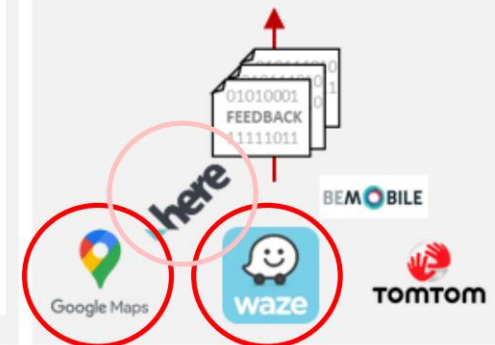 01010001
FEEDBACK
11111011
here
BEMOBILE
Google Maps
waze
TOMTOM